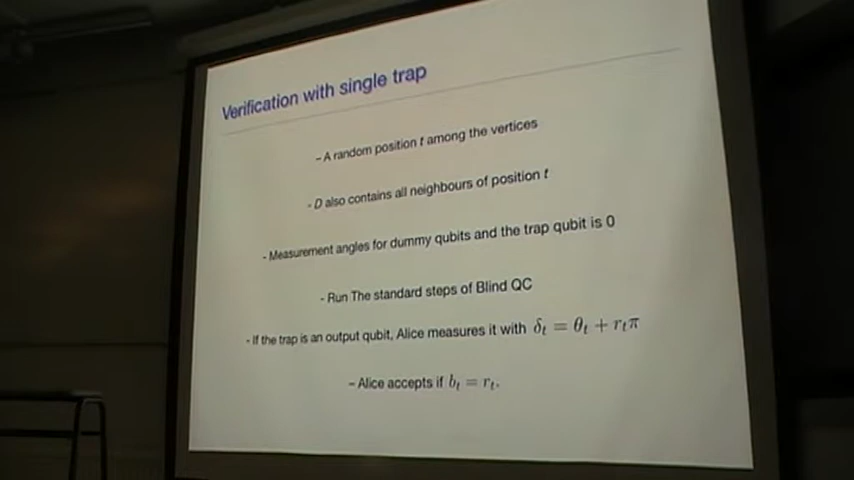 Verification with single trap
– A random position t among the vertices
- D also contains all neighbours of position t
- Measurement angles for dummy qubits and the trap qubit is 0
- Run The standard steps of Blind QC
- If the trap is an output qubit, Alice measures it with δₜ = θₜ + rₜπ
– Alice accepts if bₜ = rₜ.